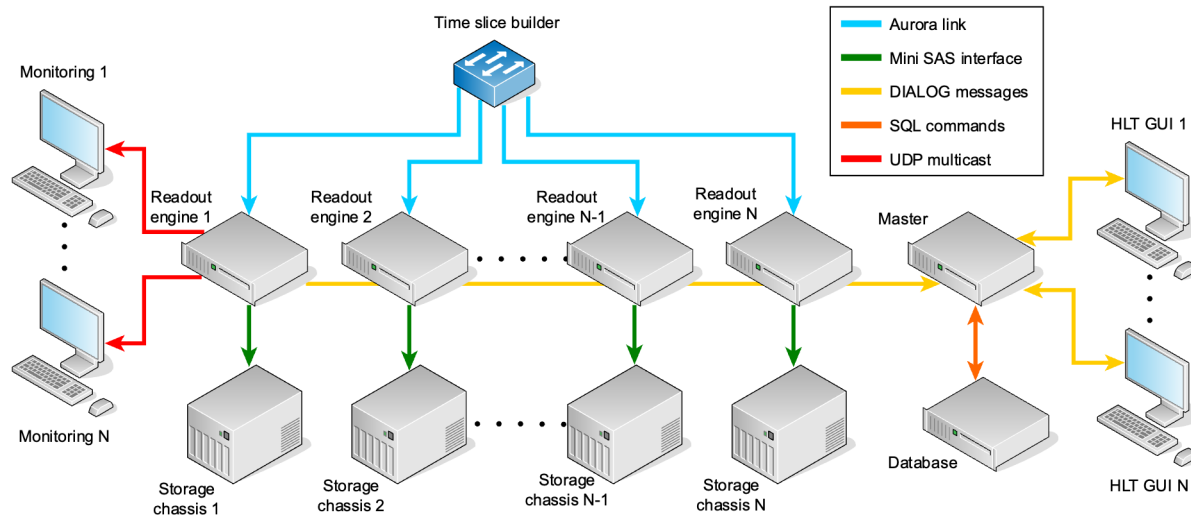 Time slice builder
Aurora link
Mini SAS interface
DIALOG messages
SQL commands
UDP multicast
Monitoring 1
HLT GUI 1
Readout
engine 1
Readout
engine 2
Readout
engine N-1
Readout
engine N
Master
Monitoring N
Storage
chassis 1
Storage
chassis 2
Storage
chassis N-1
Storage
chassis N
Database
HLT GUI N